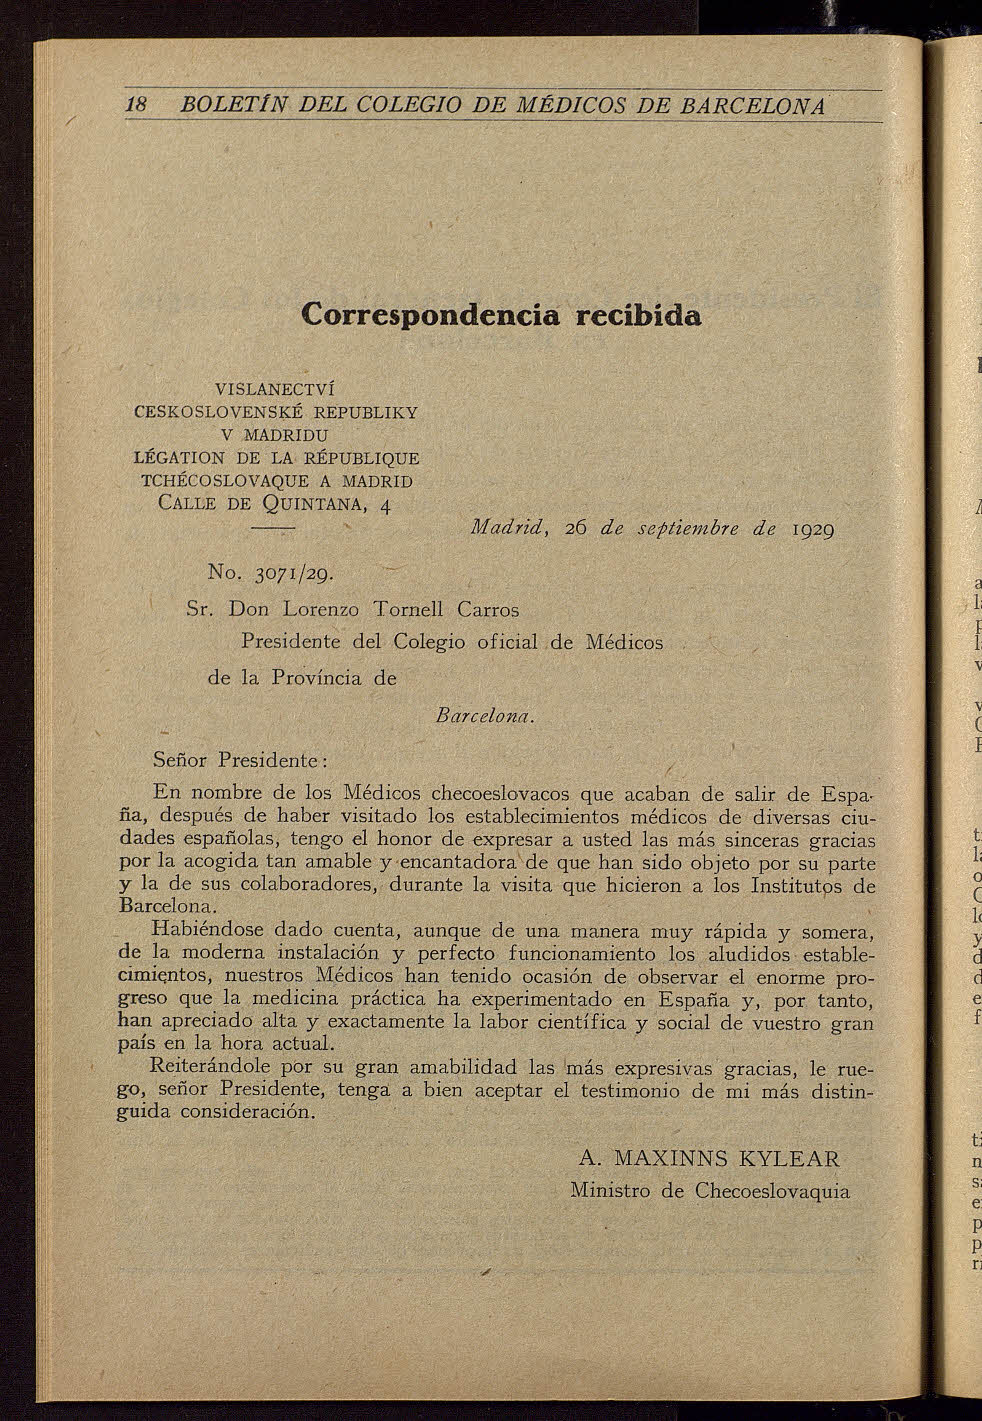 18 BOLETÍN DEL COLEGIO DE MÉDICOS DE BARCELONA
Correspondencia recibida
VISLANECTVÍ
CESKOSLOVENSKÉ REPUBLIKY
V MADRIDU
LÉGATION DE LA RÉPUBLIQUE
TCHÉCOSLOVAQUE A MADRID
CALLE DE QUINTANA, 4
Madrid, 26 de septiembre de 1929
No. 3071/29.
Sr. Don Lorenzo Tornell Carros
Presidente del Colegio oficial de Médicos
de la Província de
Barcelona.
Señor Presidente:
En nombre de los Médicos checoeslovacos que acaban de salir de Espa-
ña, después de haber visitado los establecimientos médicos de diversas ciu-
dades españolas, tengo el honor de expresar a usted las más sinceras gracias
por la acogida tan amable y encantadora de que han sido objeto por su parte
y la de sus colaboradores, durante la visita que hicieron a los Institutos de
Barcelona.
Habiéndose dado cuenta, aunque de una manera muy rápida y somera,
de la moderna instalación y perfecto funcionamiento los aludidos estable-
cimientos, nuestros Médicos han tenido ocasión de observar el enorme pro-
greso que la medicina práctica ha experimentado en España y, por tanto,
han apreciado alta y exactamente la labor científica y social de vuestro gran
país en la hora actual.
Reiterándole por su gran amabilidad las más expresivas gracias, le rue-
go, señor Presidente, tenga a bien aceptar el testimonio de mi más distin-
guida consideración.
A. MAXINNS KYLEAR
Ministro de Checoeslovaquia